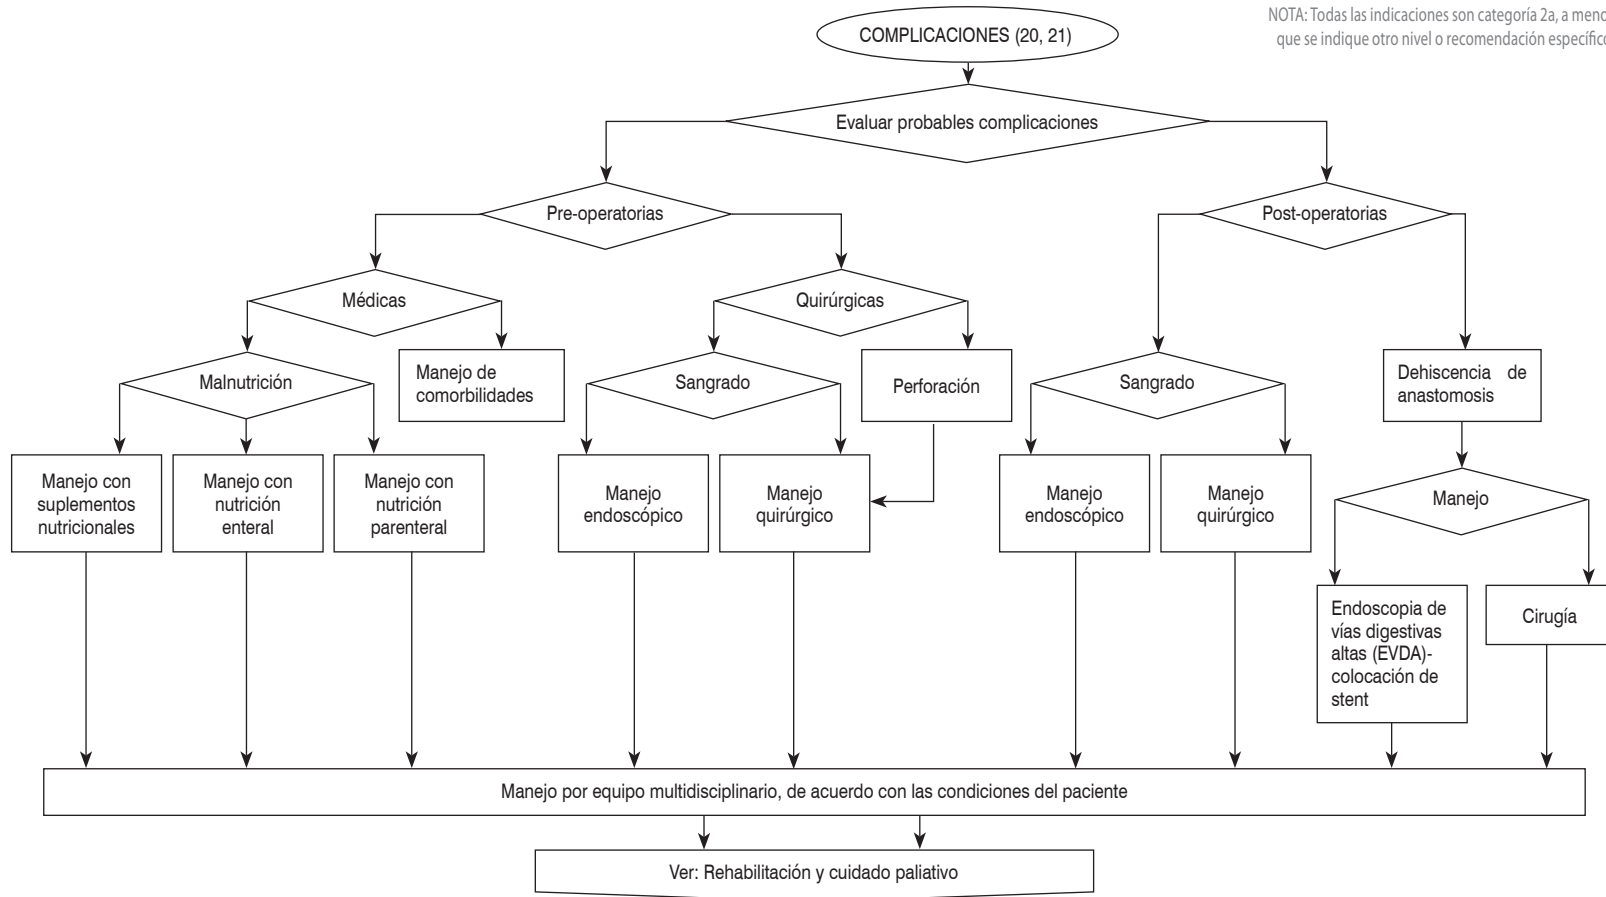 NOTA: Todas las indicaciones son categoría 2a, a meno
que se indique otro nivel o recomendación específico
COMPLICACIONES (20, 21)
Evaluar probables complicaciones
Pre-operatorias
Post-operatorias
Médicas
Quirúrgicas
Malnutrición
Manejo de
comorbilidades
Sangrado
Perforación
Sangrado
Dehiscencia de
anastomosis
Manejo con
suplementos
nutricionales
Manejo con
nutrición
enteral
Manejo con
nutrición
parenteral
Manejo
endoscópico
Manejo
quirúrgico
Manejo
endoscópico
Manejo
quirúrgico
Manejo
Endoscopia de
vías digestivas
altas (EVDA)-
colocación de
stent
Cirugía
Manejo por equipo multidisciplinario, de acuerdo con las condiciones del paciente
Ver: Rehabilitación y cuidado paliativo